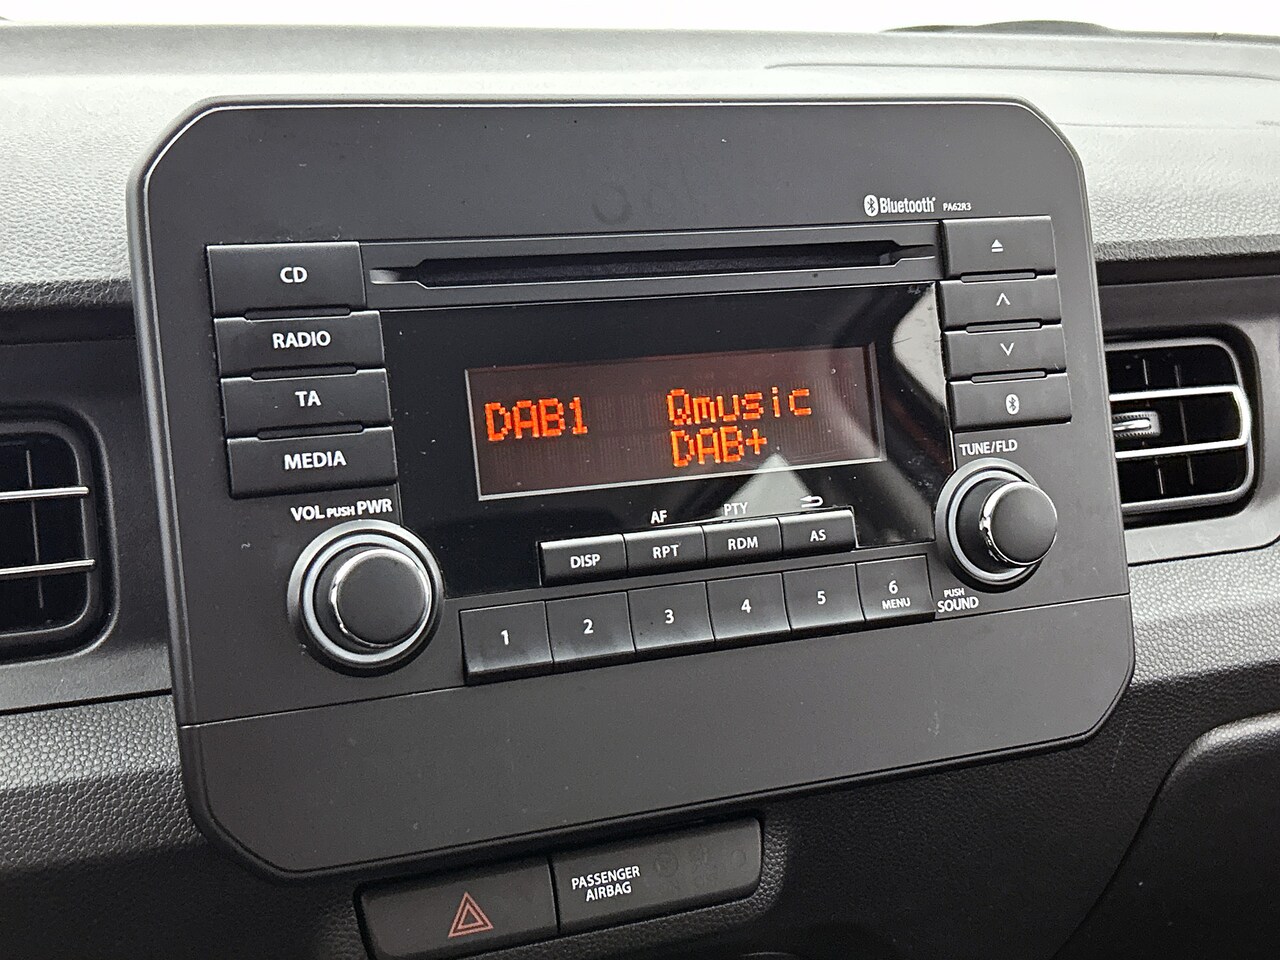 Bluetooth® PA62R3
CD
RADIO
TA
MEDIA
DAB1 Qmusic
DAB+
TUNE/FLD
VOL PUSH PWR
AF PTY
DISP RPT RDM AS
1 2 3 4 5 6
MENU
PUSH
SOUND
PASSENGER
AIRBAG